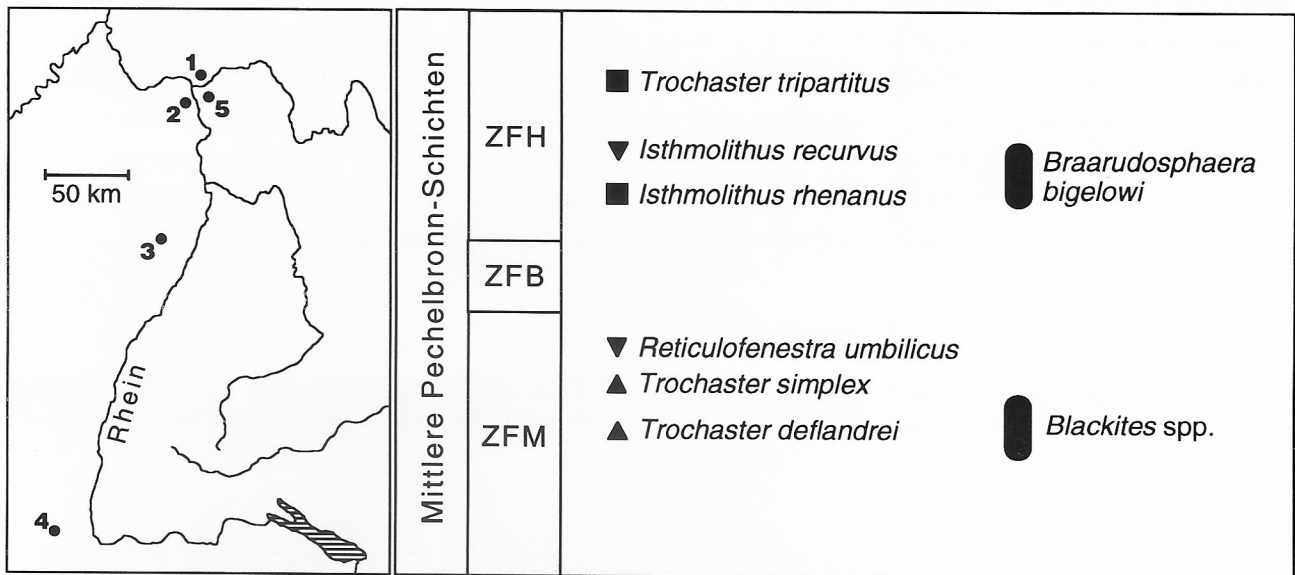 1
2
5
50 km
3
Rhein
4
Mittlere Pechelbronn-Schichten
ZFH
ZFB
ZFM
Trochaster tripartitus
Isthmolithus recurvus
Isthmolithus rhenanus
Braarudosphaera
bigelowi
Reticulofenestra umbilicus
Trochaster simplex
Trochaster deflandrei
Blackites spp.